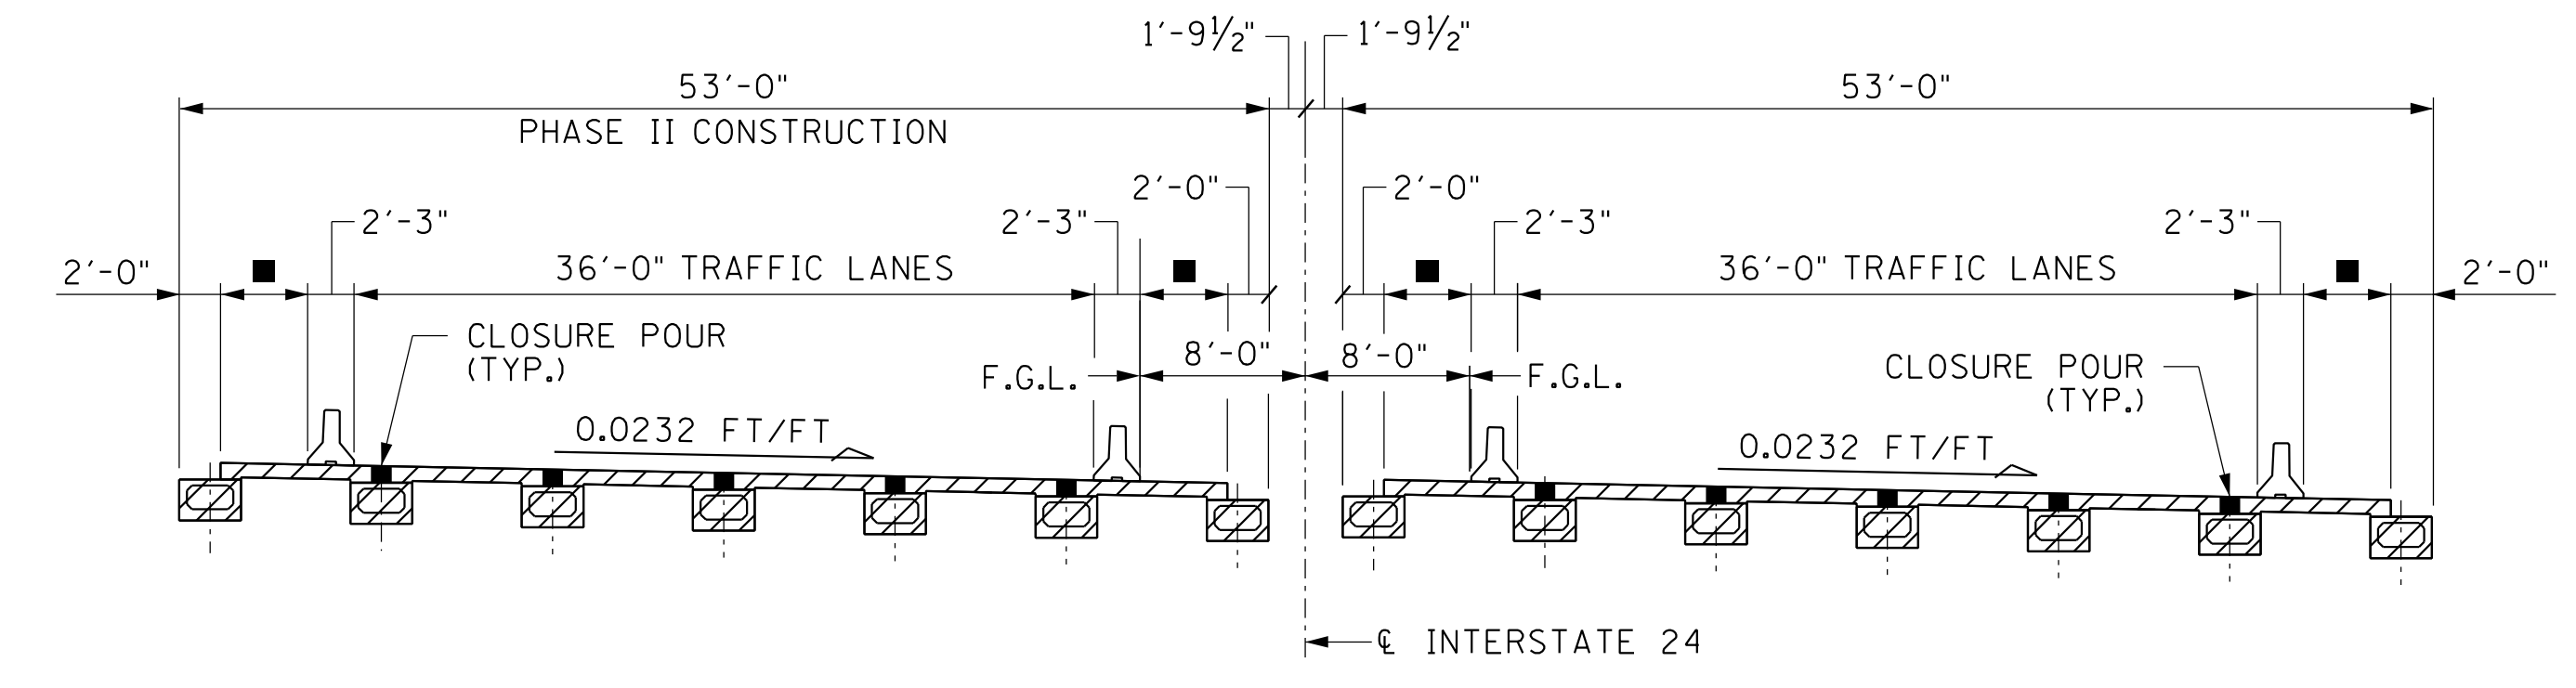 1'-9½"
1'-9½"
53'-0"
53'-0"
PHASE II CONSTRUCTION
2'-0"
2'-0"
2'-3"
2'-3"
2'-3"
2'-3"
2'-0"
36'-0" TRAFFIC LANES
36'-0" TRAFFIC LANES
2'-0"
CLOSURE POUR
(TYP.)
8'-0"
8'-0"
F.G.L.
F.G.L.
CLOSURE POUR
(TYP.)
0.0232 FT/FT
0.0232 FT/FT
℄ INTERSTATE 24